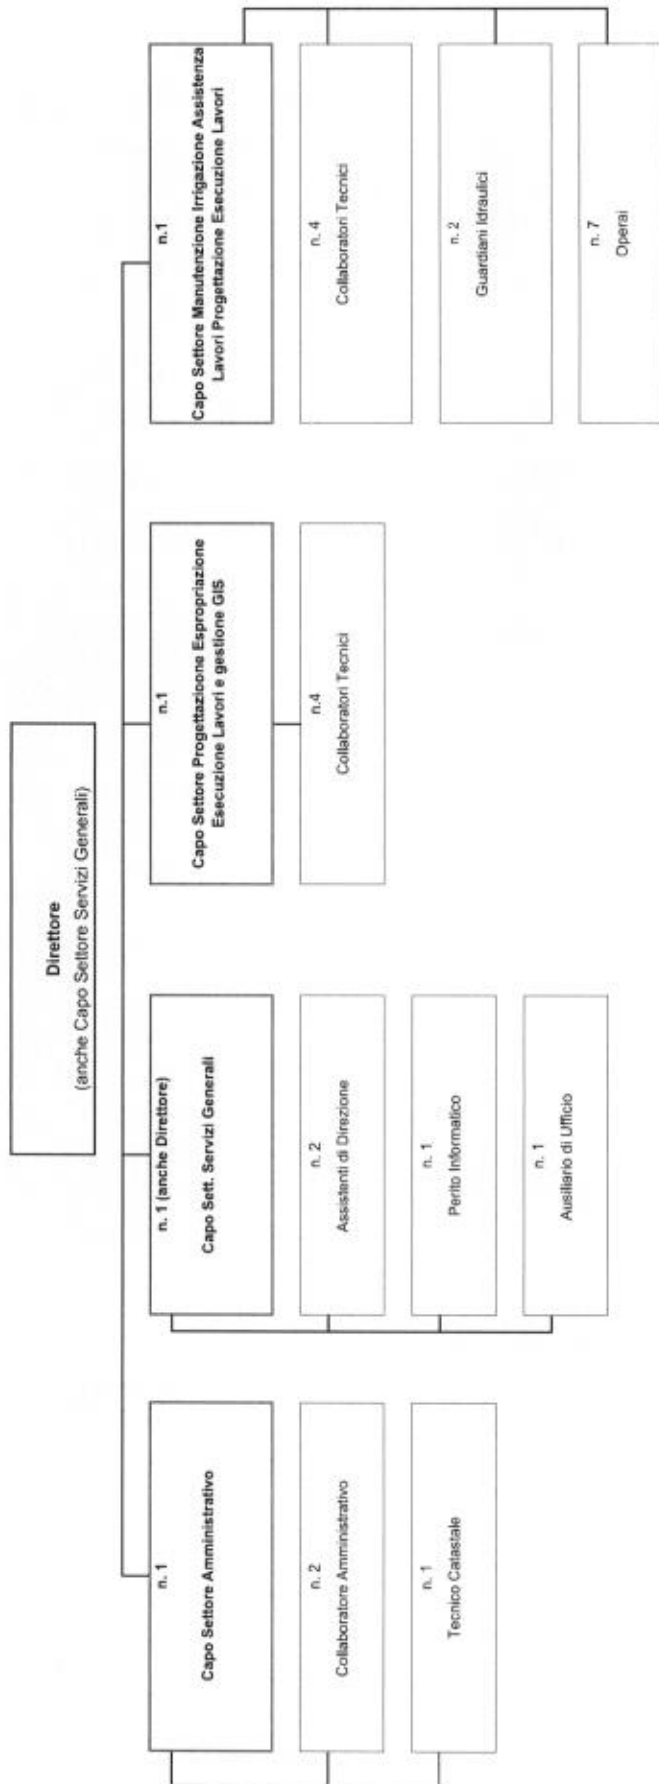 Direttore
(anche Capo Settore Servizi Generali)
n. 1
Capo Settore Amministrativo
n. 2
Collaboratore Amministrativo
n. 1
Tecnico Catastale
n. 1 (anche Direttore)
Capo Sett. Servizi Generali
n. 2
Assistenti di Direzione
n. 1
Perito Informatico
n. 1
Ausiliario di Ufficio
n.1
Capo Settore Progettazioone Espropriazione
Esecuzione Lavori e gestione GIS
n.4
Collaboratori Tecnici
n.1
Capo Settore Manutenzione Irrigazione Assistenza
Lavori Progettazione Esecuzione Lavori
n. 4
Collaboratori Tecnici
n. 2
Guardiani Idraulici
n. 7
Operai